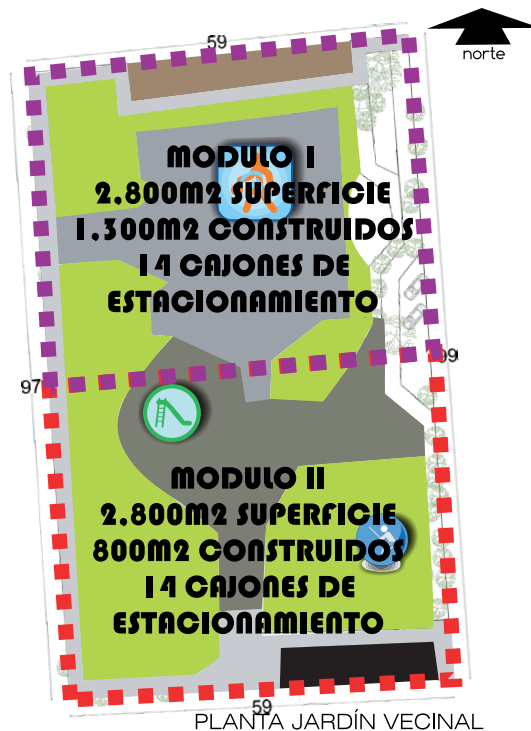 59
norte
MODULO I
2,800M2 SUPERFICIE
1,300M2 CONSTRUIDOS
14 CAJONES DE
ESTACIONAMIENTO
97
99
MODULO II
2,800M2 SUPERFICIE
800M2 CONSTRUIDOS
14 CAJONES DE
ESTACIONAMIENTO
59
PLANTA JARDÍN VECINAL